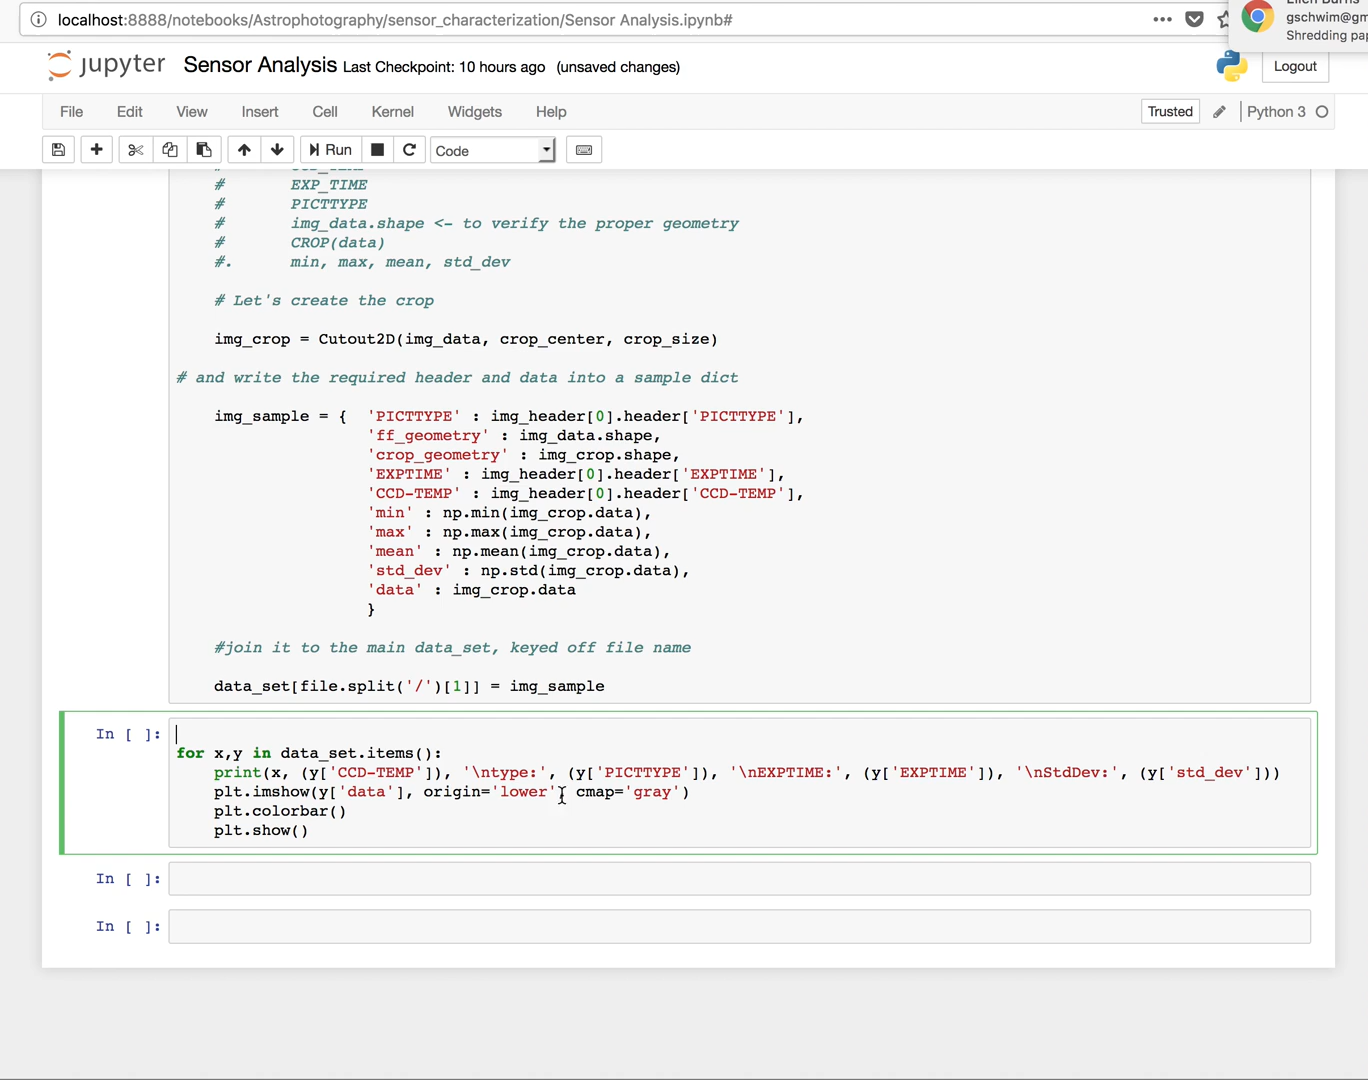 localhost:8888/notebooks/Astrophotography/sensor_characterization/Sensor Analysis.ipynb#
gschwim@gm
Shredding pap
jupyter Sensor Analysis Last Checkpoint: 10 hours ago (unsaved changes)
Logout
File Edit View Insert Cell Kernel Widgets Help
Trusted Python 3
Run Code
# EXP_TIME
# PICTTYPE
# img_data.shape <- to verify the proper geometry
# CROP(data)
#. min, max, mean, std_dev
# Let's create the crop
img_crop = Cutout2D(img_data, crop_center, crop_size)
# and write the required header and data into a sample dict
img_sample = { 'PICTTYPE' : img_header[0].header['PICTTYPE'],
'ff_geometry' : img_data.shape,
'crop_geometry' : img_crop.shape,
'EXPTIME' : img_header[0].header['EXPTIME'],
'CCD-TEMP' : img_header[0].header['CCD-TEMP'],
'min' : np.min(img_crop.data),
'max' : np.max(img_crop.data),
'mean' : np.mean(img_crop.data),
'std_dev' : np.std(img_crop.data),
'data' : img_crop.data
}
#join it to the main data_set, keyed off file name
data_set[file.split('/')[1]] = img_sample
In [ ]:
for x,y in data_set.items():
print(x, (y['CCD-TEMP']), '\ntype:', (y['PICTTYPE']), '\nEXPTIME:', (y['EXPTIME']), '\nStdDev:', (y['std_dev']))
plt.imshow(y['data'], origin='lower', cmap='gray')
plt.colorbar()
plt.show()
In [ ]:
In [ ]: